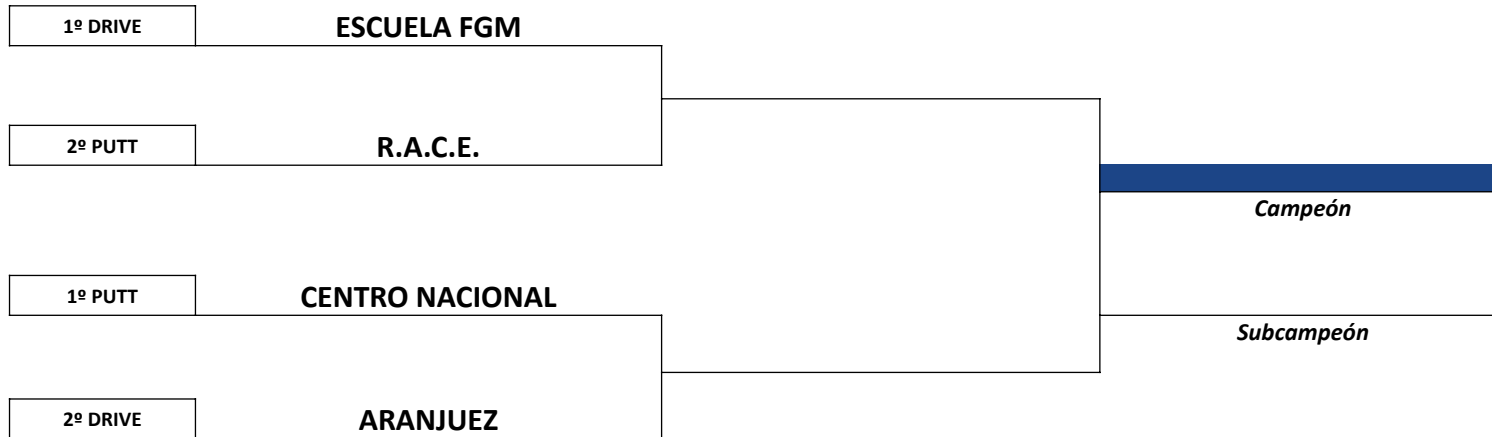 1º DRIVE ESCUELA FGM
2º PUTT R.A.C.E.
Campeón
1º PUTT CENTRO NACIONAL
Subcampeón
2º DRIVE ARANJUEZ